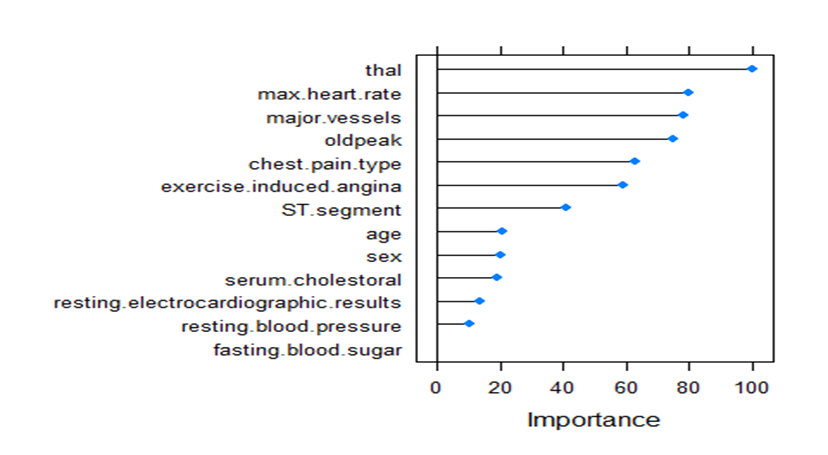 thal
max.heart.rate
major.vessels
oldpeak
chest.pain.type
exercise.induced.angina
ST.segment
age
sex
serum.cholestoral
resting.electrocardiographic.results
resting.blood.pressure
fasting.blood.sugar
0 20 40 60 80 100
Importance